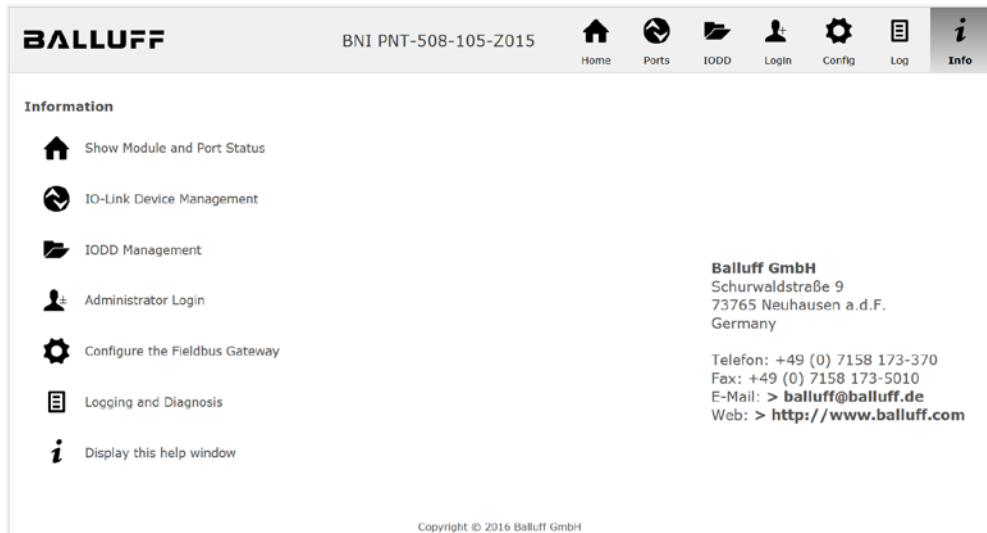 BALLUFF
BNI PNT-508-105-Z015
Home Ports IODD Login Config Log Info
Information
Show Module and Port Status
IO-Link Device Management
IODD Management
Administrator Login
Configure the Fieldbus Gateway
Logging and Diagnosis
Display this help window
Balluff GmbH
Schurwaldstraße 9
73765 Neuhausen a.d.F.
Germany
Telefon: +49 (0) 7158 173-370
Fax: +49 (0) 7158 173-5010
E-Mail: > balluff@balluff.de
Web: > http://www.balluff.com
Copyright © 2016 Balluff GmbH